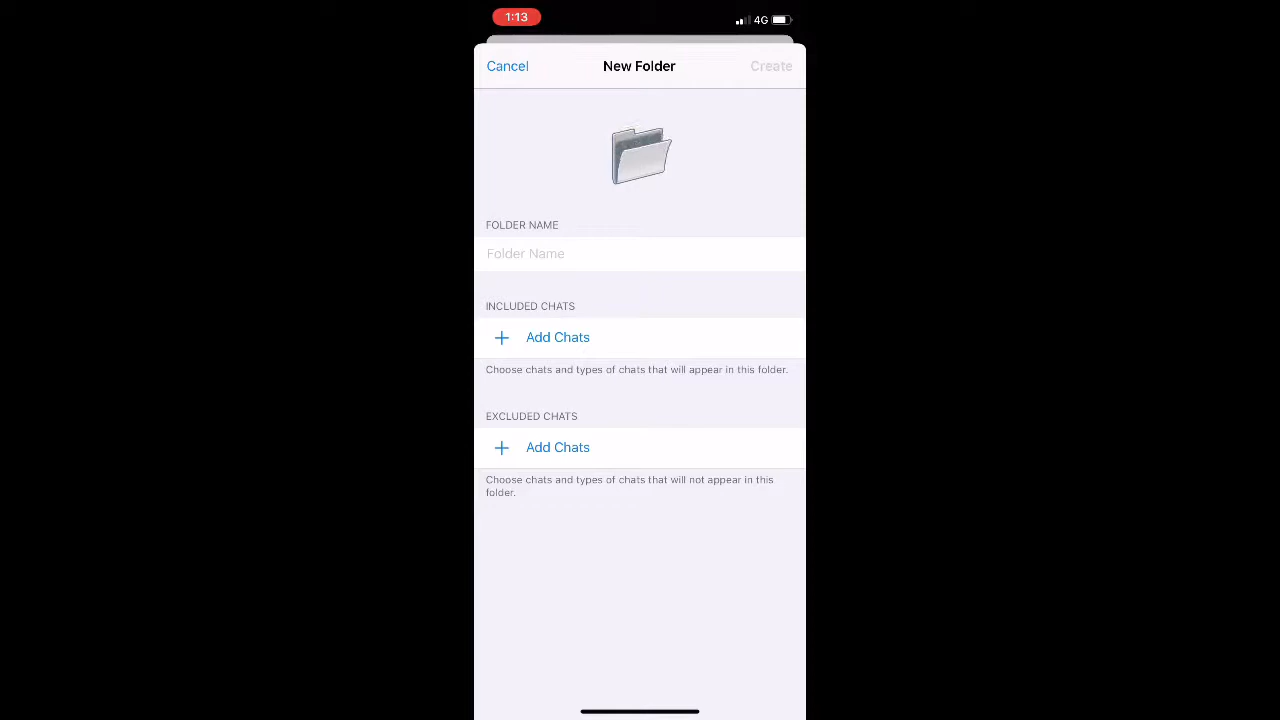 1:13
4G
Cancel
New Folder
Create
FOLDER NAME
Folder Name
INCLUDED CHATS
+ Add Chats
Choose chats and types of chats that will appear in this folder.
EXCLUDED CHATS
+ Add Chats
Choose chats and types of chats that will not appear in this
folder.